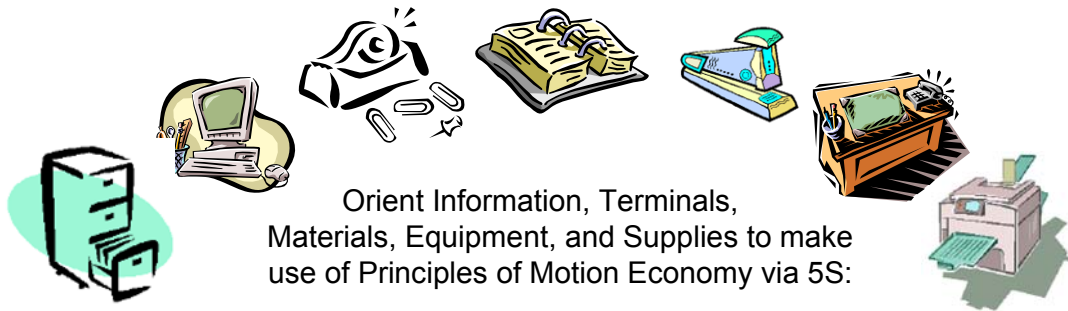 Orient Information, Terminals,
Materials, Equipment, and Supplies to make
use of Principles of Motion Economy via 5S: